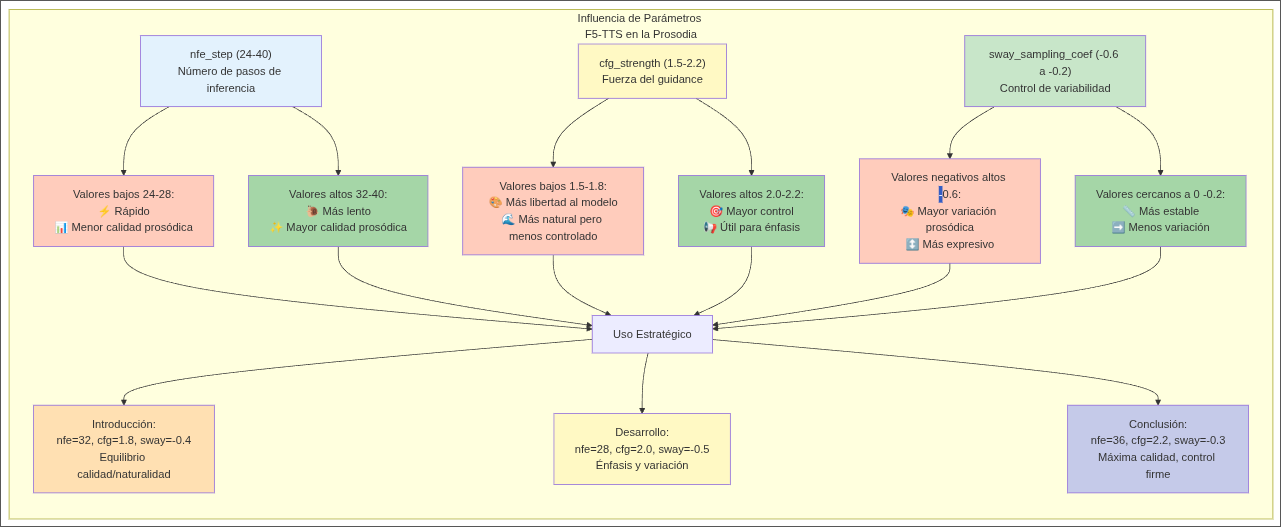 Influencia de Parámetros
F5-TTS en la Prosodia
nfe_step (24-40)
Número de pasos de
inferencia
cfg_strength (1.5-2.2)
Fuerza del guidance
sway_sampling_coef (-0.6
a -0.2)
Control de variabilidad
Valores bajos 24-28:
⚡ Rápido
📊 Menor calidad prosódica
Valores altos 32-40:
🐌 Más lento
✨ Mayor calidad prosódica
Valores bajos 1.5-1.8:
🎨 Más libertad al modelo
🌊 Más natural pero
menos controlado
Valores altos 2.0-2.2:
🎯 Mayor control
📢 Útil para énfasis
Valores negativos altos
-0.6:
🎭 Mayor variación
prosódica
↕️ Más expresivo
Valores cercanos a 0 -0.2:
📏 Más estable
➡️ Menos variación
Uso Estratégico
Introducción:
nfe=32, cfg=1.8, sway=-0.4
Equilibrio
calidad/naturalidad
Desarrollo:
nfe=28, cfg=2.0, sway=-0.5
Énfasis y variación
Conclusión:
nfe=36, cfg=2.2, sway=-0.3
Máxima calidad, control
firme